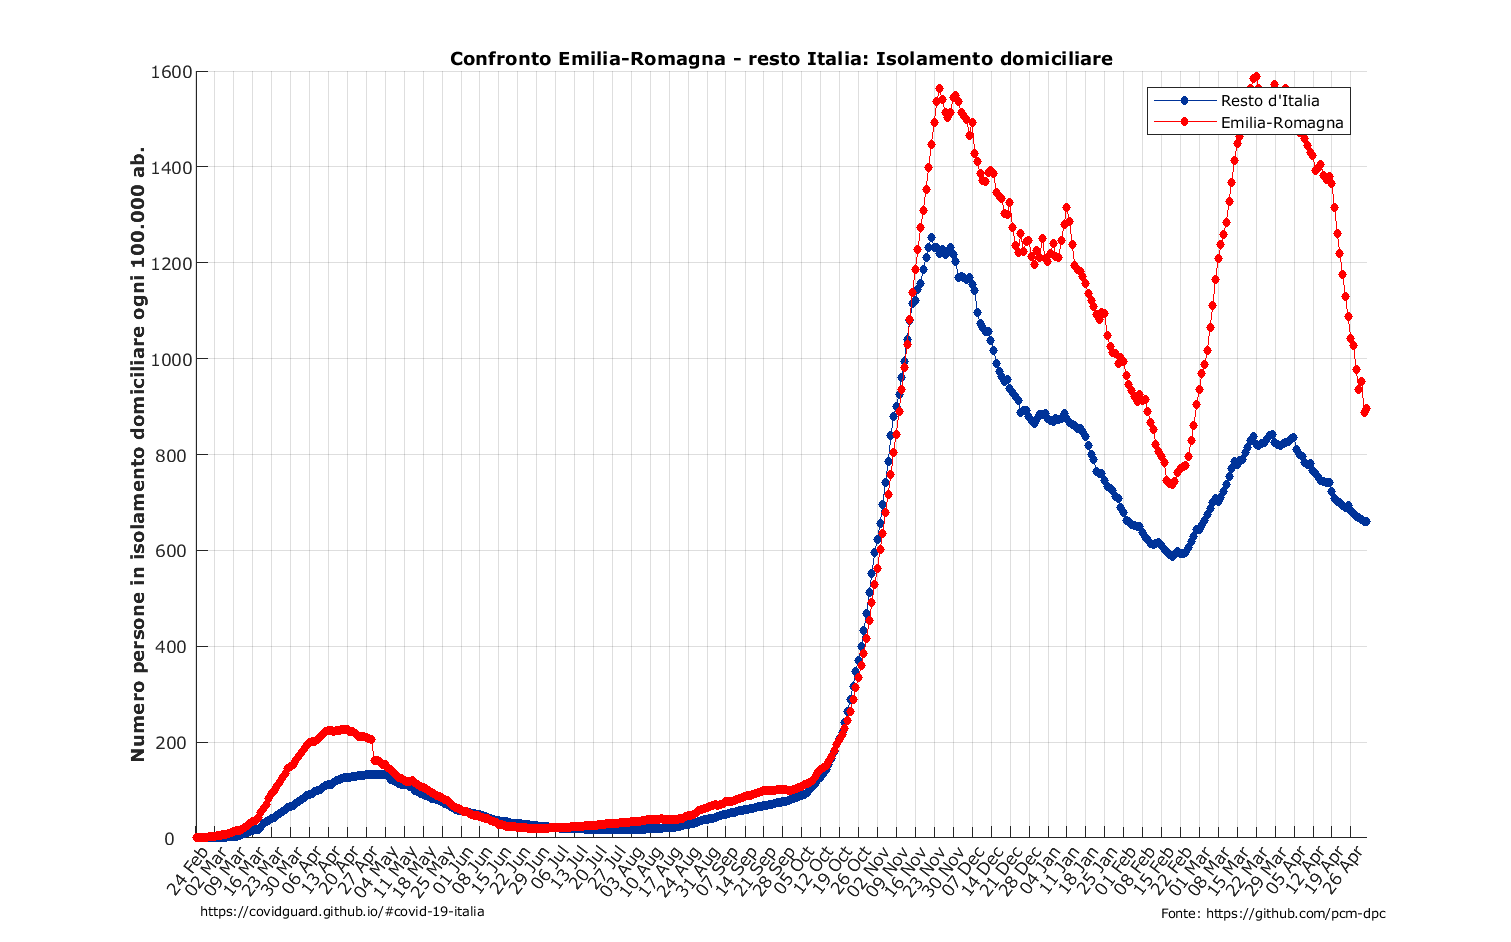 Confronto Emilia-Romagna - resto Italia: Isolamento domiciliare
Numero persone in isolamento domiciliare ogni 100.000 ab.
1600
1400
1200
1000
800
600
400
200
0
Resto d'Italia
Emilia-Romagna
24 Feb
02 Mar
09 Mar
16 Mar
23 Mar
30 Mar
06 Apr
13 Apr
20 Apr
27 Apr
04 May
11 May
18 May
25 May
01 Jun
08 Jun
15 Jun
22 Jun
29 Jun
06 Jul
13 Jul
20 Jul
27 Jul
03 Aug
10 Aug
17 Aug
24 Aug
31 Aug
07 Sep
14 Sep
21 Sep
28 Sep
05 Oct
12 Oct
19 Oct
26 Oct
02 Nov
09 Nov
16 Nov
23 Nov
30 Nov
07 Dec
14 Dec
21 Dec
28 Dec
04 Jan
11 Jan
18 Jan
25 Jan
01 Feb
08 Feb
15 Feb
22 Feb
01 Mar
08 Mar
15 Mar
22 Mar
29 Mar
05 Apr
12 Apr
19 Apr
26 Apr
https://covidguard.github.io/#covid-19-italia
Fonte: https://github.com/pcm-dpc